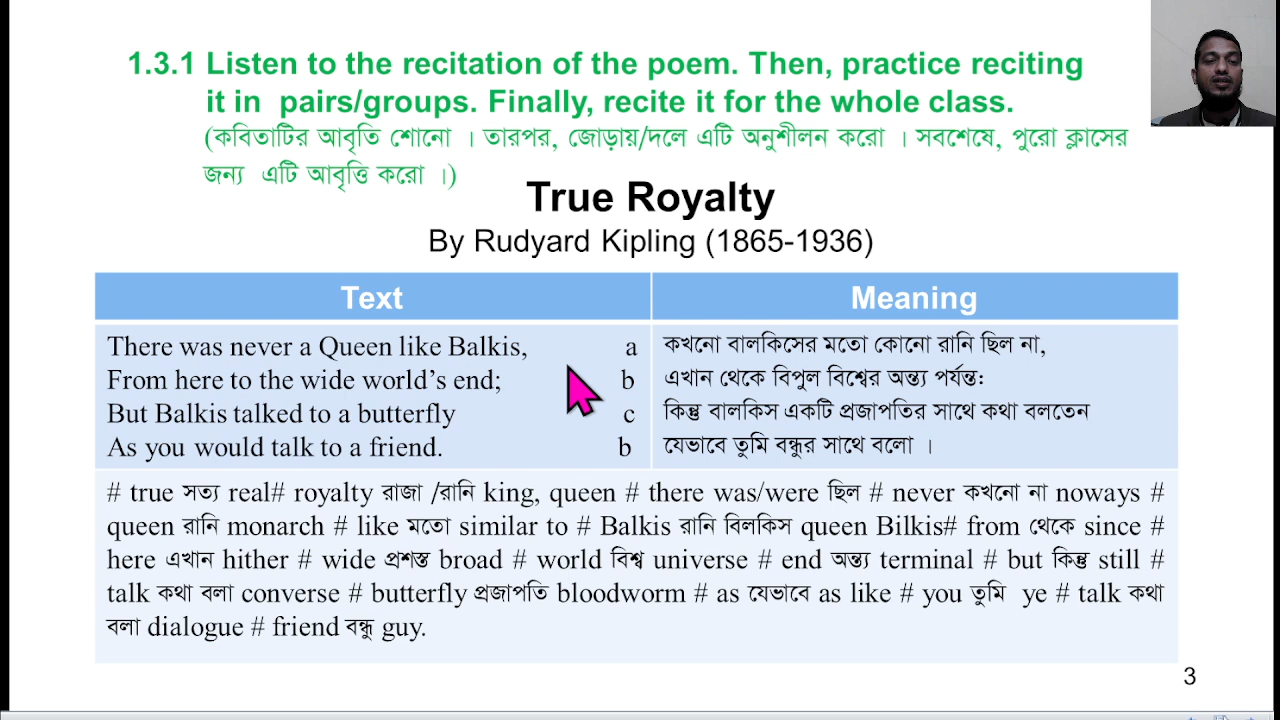 1.3.1 Listen to the recitation of the poem. Then, practice reciting
it in pairs/groups. Finally, recite it for the whole class.
(কবিতাটির আবৃতি শোনো । তারপর, জোড়ায়/দলে এটি অনুশীলন করো । সবশেষে, পুরো ক্লাসের
জন্য এটি আবৃত্তি করো ।)
True Royalty
By Rudyard Kipling (1865-1936)
Text Meaning
There was never a Queen like Balkis, a কখনো বালকিসের মতো কোনো রানি ছিল না,
From here to the wide world's end; b এখান থেকে বিপুল বিশ্বের অন্ত্য পর্যন্ত:
But Balkis talked to a butterfly c কিন্তু বালকিস একটি প্রজাপতির সাথে কথা বলতেন
As you would talk to a friend. b যেভাবে তুমি বন্ধুর সাথে বলো ।
# true সত্য real# royalty রাজা /রানি king, queen # there was/were ছিল # never কখনো না noways #
queen রানি monarch # like মতো similar to # Balkis রানি বিলকিস queen Bilkis# from থেকে since #
here এখান hither # wide প্রশস্ত broad # world বিশ্ব universe # end অন্ত্য terminal # but কিন্তু still #
talk কথা বলা converse # butterfly প্রজাপতি bloodworm # as যেভাবে as like # you তুমি ye # talk কথা
বলা dialogue # friend বন্ধু guy.
3